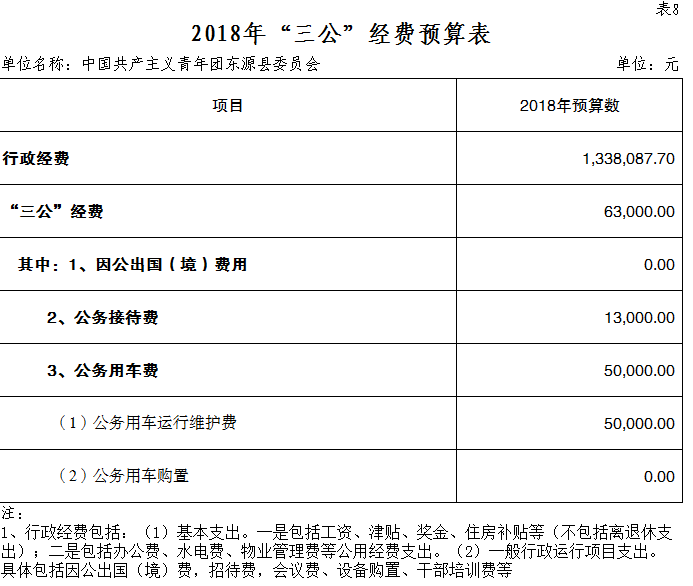 表8
2018年“三公”经费预算表
单位名称：中国共产主义青年团东源县委员会 单位：元
项目 2018年预算数
行政经费 1,338,087.70
“三公”经费 63,000.00
其中：1、因公出国（境）费用 0.00
2、公务接待费 13,000.00
3、公务用车费 50,000.00
（1）公务用车运行维护费 50,000.00
（2）公务用车购置 0.00
注：
1、行政经费包括：（1）基本支出。一是包括工资、津贴、奖金、住房补贴等（不包括离退休支
出）；二是包括办公费、水电费、物业管理费等公用经费支出。（2）一般行政运行项目支出。
具体包括因公出国（境）费，招待费，会议费、设备购置、干部培训费等